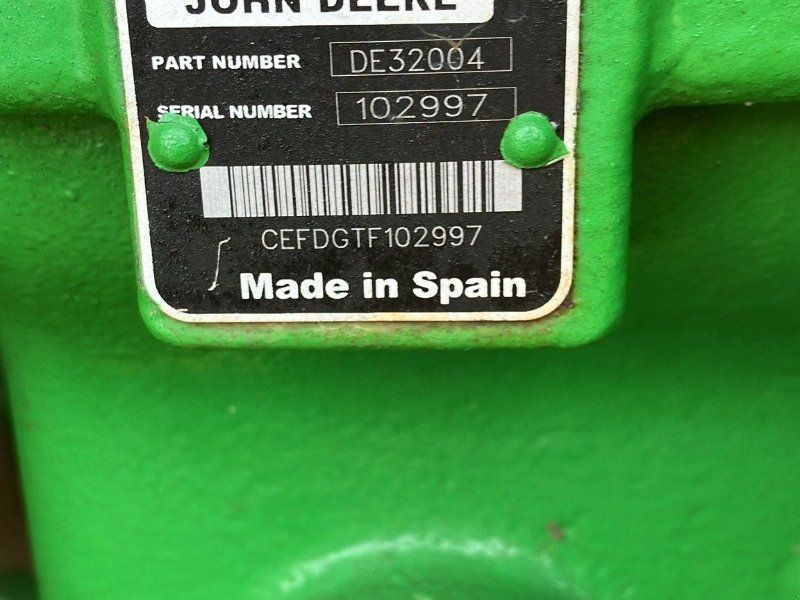 JOHN DEERE
PART NUMBER DE32004
SERIAL NUMBER 102997
CEFDGTF102997
Made in Spain